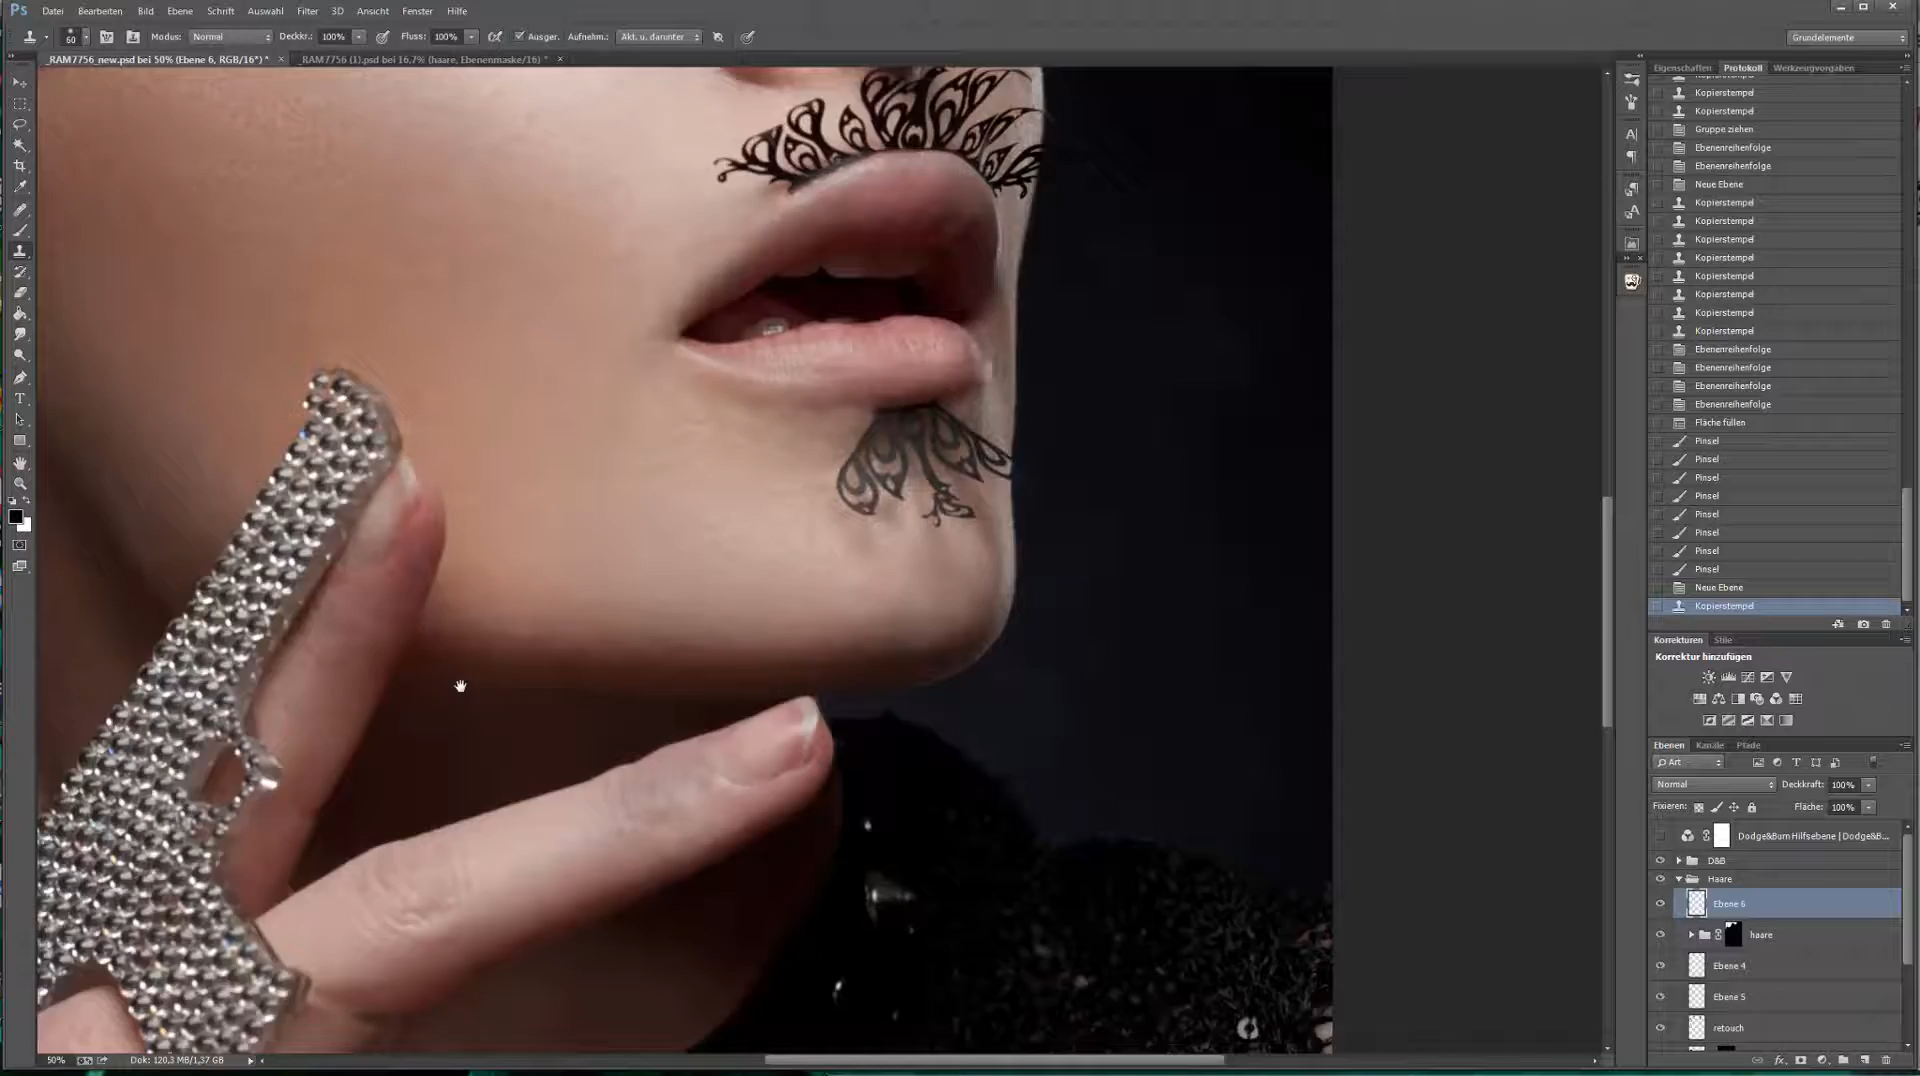 Ps Datei Bearbeiten Bild Ebene Schrift Auswahl Filter 3D Ansicht Fenster Hilfe
60 Modus: Normal Deckkr.: 100% Fluss: 100% Ausger. Aufnehm.: Akt. u. darunter Grundelemente
_RAM7756_new.psd bei 50% (Ebene 6, RGB/16*) * × _RAM7756 (1).psd bei 16,7% (haare, Ebenenmaske/16) * ×
Eigenschaften Protokoll Werkzeugvorgaben
Kopierstempel
Kopierstempel
Gruppe ziehen
Ebenenreihenfolge
Ebenenreihenfolge
Neue Ebene
Kopierstempel
Kopierstempel
Kopierstempel
Kopierstempel
Kopierstempel
Kopierstempel
Kopierstempel
Kopierstempel
Ebenenreihenfolge
Ebenenreihenfolge
Ebenenreihenfolge
Ebenenreihenfolge
Fläche füllen
Pinsel
Pinsel
Pinsel
Pinsel
Pinsel
Pinsel
Pinsel
Pinsel
Neue Ebene
Kopierstempel
Korrekturen Stile
Korrektur hinzufügen
Ebenen Kanäle Pfade
Art
Normal Deckkraft: 100%
Fixieren: Fläche: 100%
Dodge&Burn Hilfsebene | Dodge&B...
D&B
Haare
Ebene 6
haare
Ebene 4
Ebene 5
retouch
50% Dok: 120,3 MB/1,37 GB